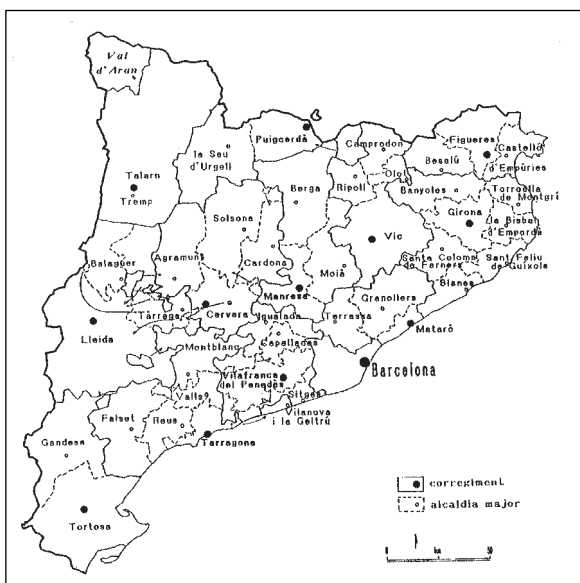 Val
d'Aran
Puigcerdà
Camprodon
Figueres
Castelló
d'Empúries
la Seu
d'Urgell
Ripoll
Olot
Besalú
Banyoles
Torroella
de Montgrí
Talarn
Tremp
Berga
Girona
la Bisbal
d'Empordà
Solsona
Vic
Santa Coloma
de Farners
Sant Feliu
de Guíxols
Balaguer
Agramunt
Cardona
Moià
Blanes
Manresa
Granollers
Tàrrega
Cervera
Igualada
Terrassa
Mataró
Lleida
Capellades
Montblanc
Vilafranca
del Penedès
Barcelona
Valls
Sitges
Vilanova
i la Geltrú
Falset
Reus
Gandesa
Tarragona
Tortosa
corregiment
alcaldia major
0 km 50